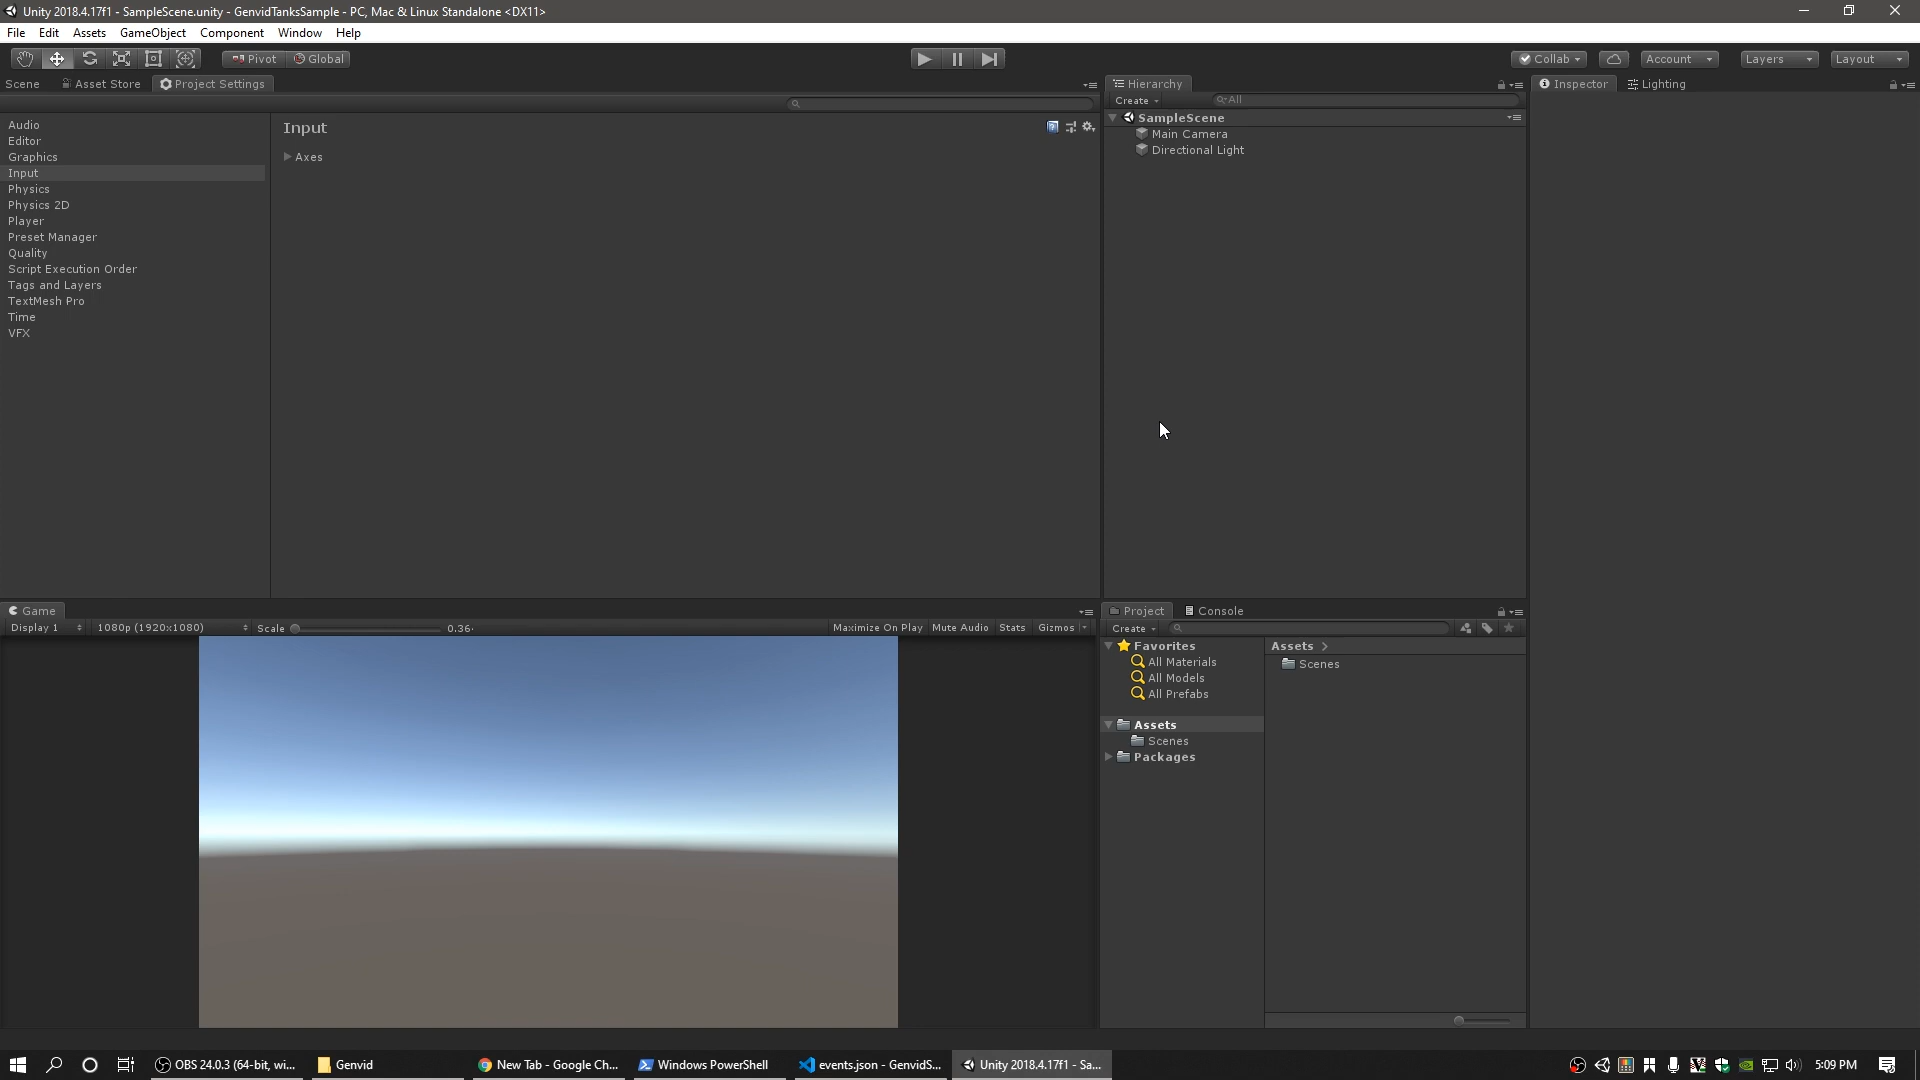 Unity 2018.4.17f1 - SampleScene.unity - GenvidTanksSample - PC, Mac & Linux Standalone <DX11>
File Edit Assets GameObject Component Window Help
Pivot Global Collab Account Layers Layout
Scene Asset Store Project Settings
Audio
Editor
Graphics
Input
Physics
Physics 2D
Player
Preset Manager
Quality
Script Execution Order
Tags and Layers
TextMesh Pro
Time
VFX
Input
Axes
Hierarchy
Create All
SampleScene
Main Camera
Directional Light
Inspector Lighting
Game
Display 1 1080p (1920x1080) Scale 0.36 Maximize On Play Mute Audio Stats Gizmos
Project Console
Create
Favorites
All Materials
All Models
All Prefabs
Assets
Scenes
Packages
Assets
Scenes
OBS 24.0.3 (64-bit, wi... Genvid New Tab - Google Ch... Windows PowerShell events.json - GenvidS... Unity 2018.4.17f1 - Sa... 5:09 PM